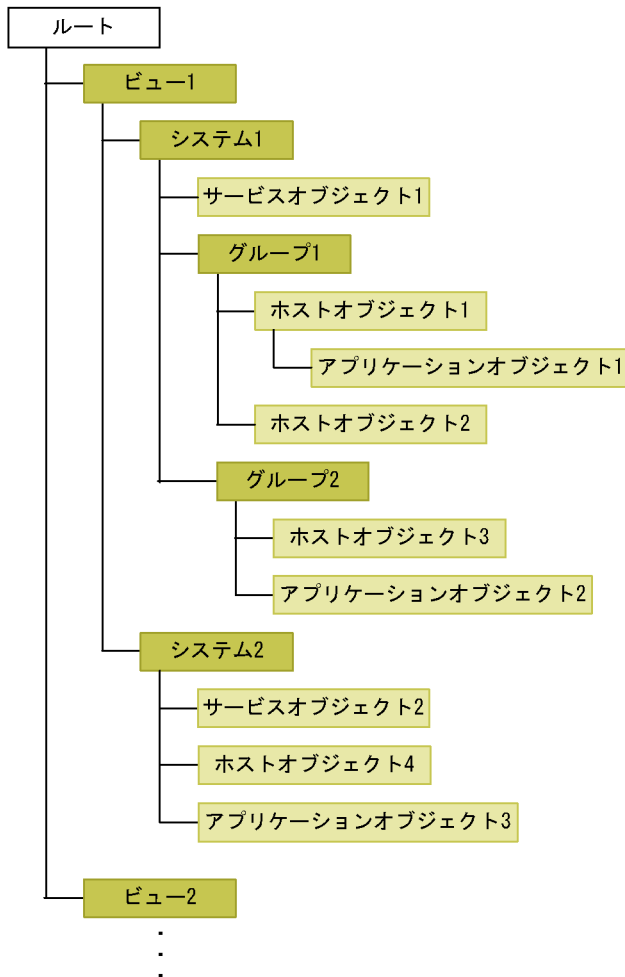 ルート
ビュー1
システム1
サービスオブジェクト1
グループ1
ホストオブジェクト1
アプリケーションオブジェクト1
ホストオブジェクト2
グループ2
ホストオブジェクト3
アプリケーションオブジェクト2
システム2
サービスオブジェクト2
ホストオブジェクト4
アプリケーションオブジェクト3
ビュー2